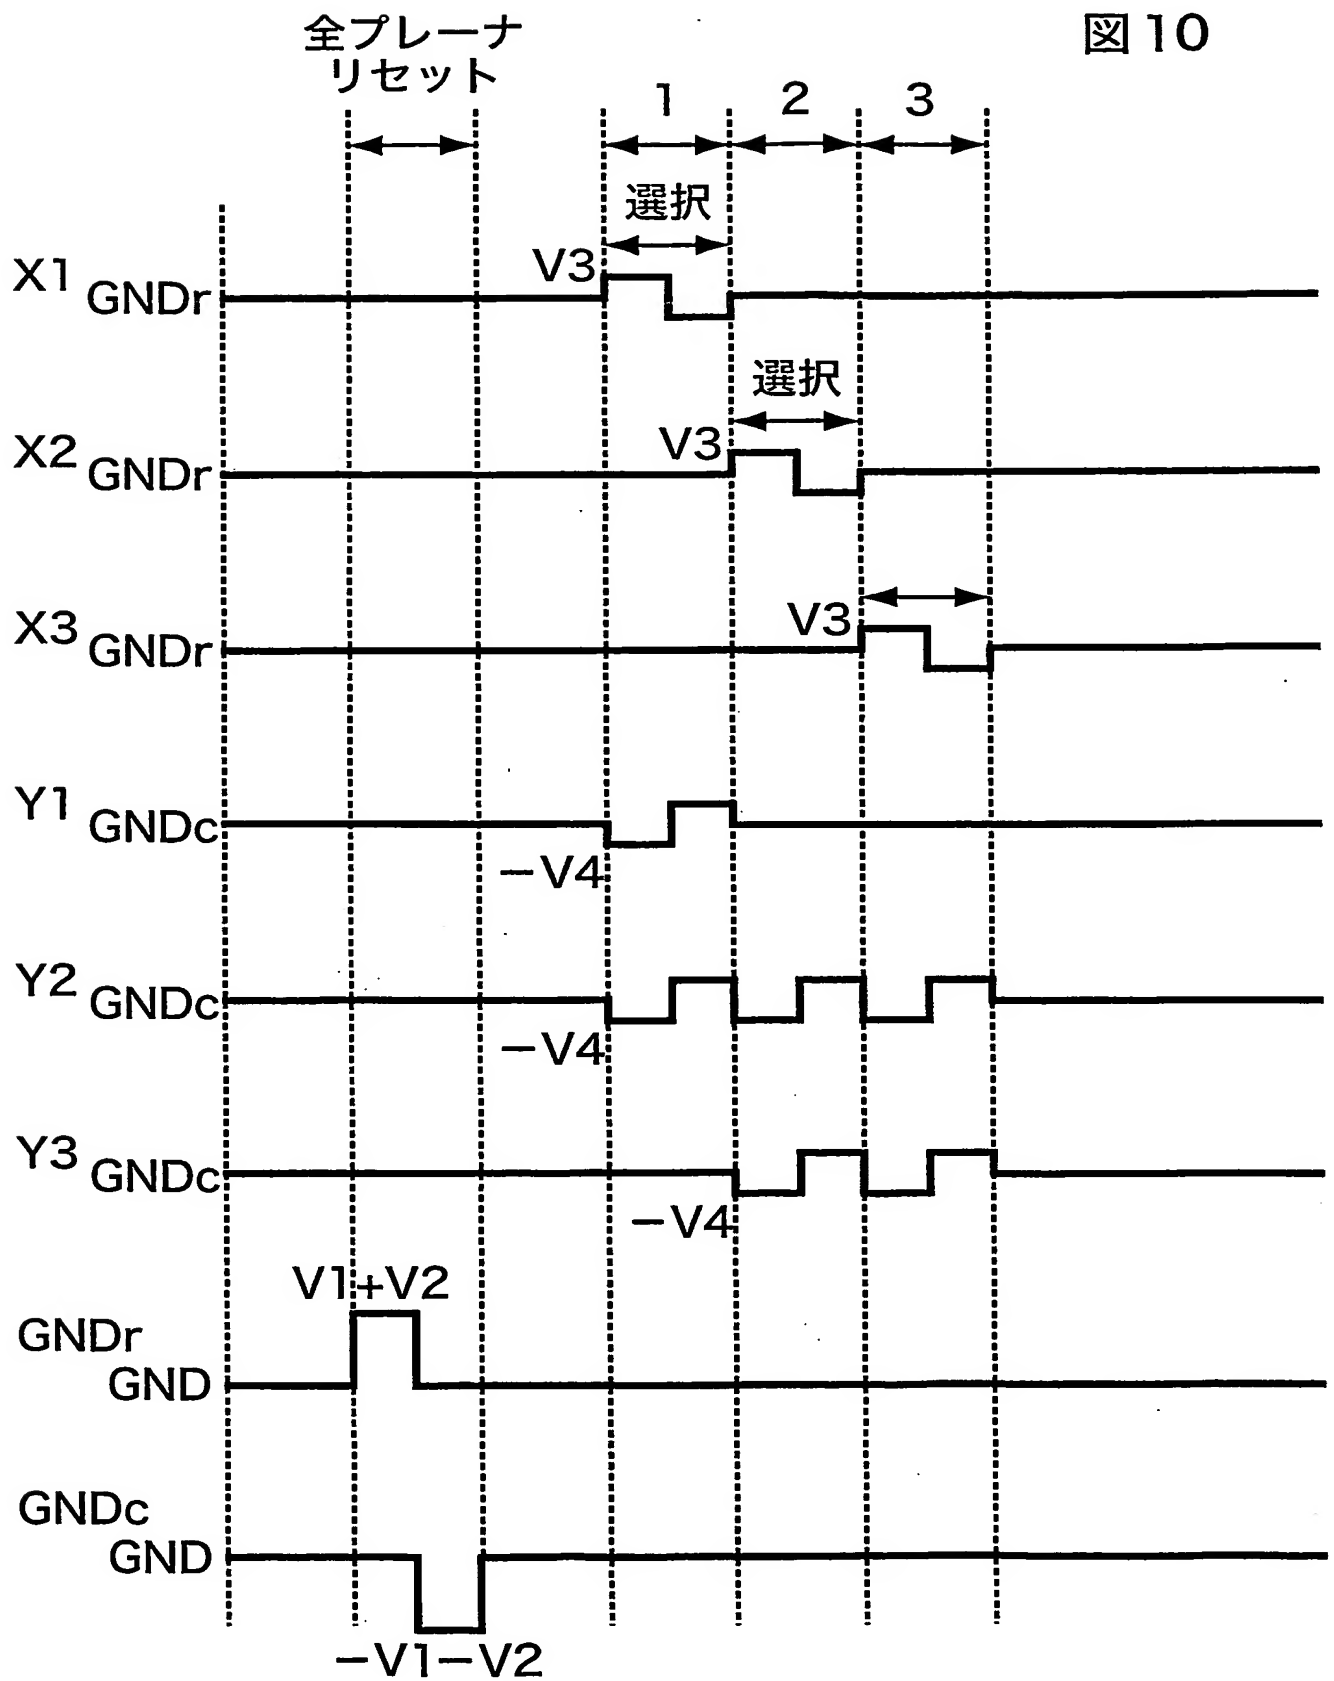 図10
全プレーナ
リセット
1 2 3
選択
X1 GNDr V3
選択
X2 GNDr V3
X3 GNDr V3
Y1 GNDc
−V4
Y2 GNDc
−V4
Y3 GNDc
−V4
V1+V2
GNDr
GND
GNDc
GND
−V1−V2